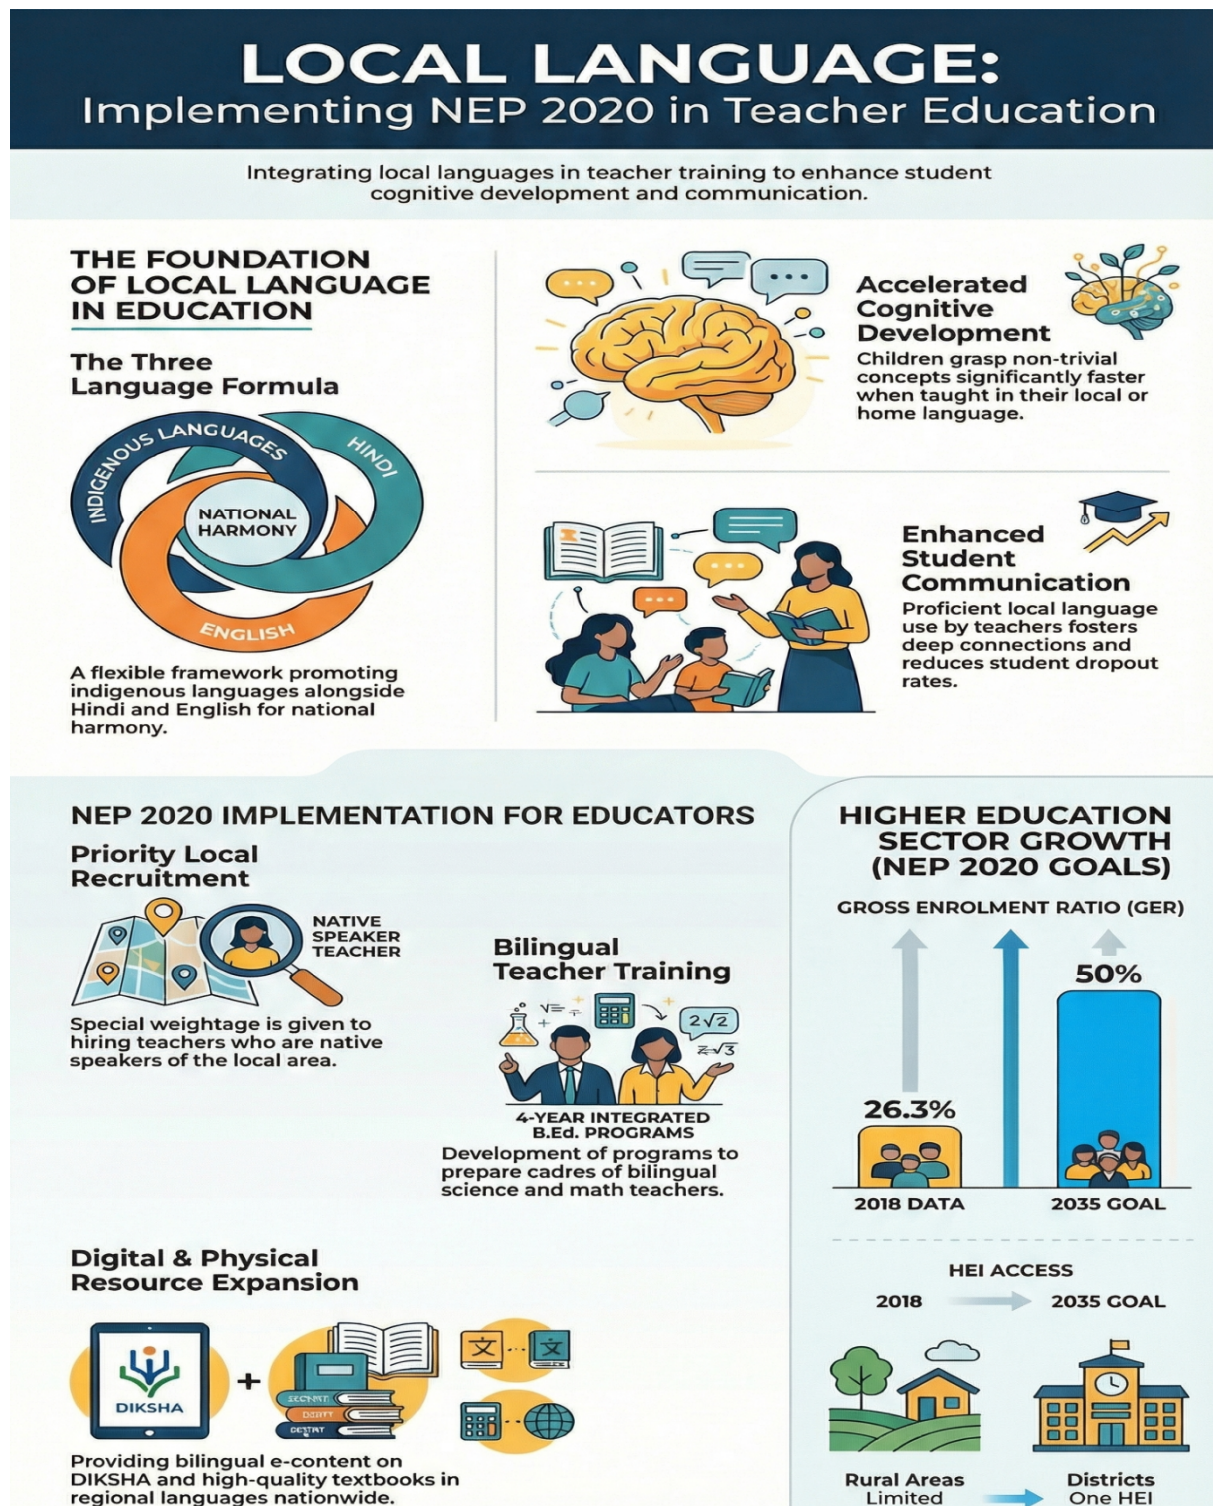 LOCAL LANGUAGE:
Implementing NEP 2020 in Teacher Education
Integrating local languages in teacher training to enhance student
cognitive development and communication.
THE FOUNDATION
OF LOCAL LANGUAGE
IN EDUCATION
The Three
Language Formula
INDIGENOUS LANGUAGES
HINDI
NATIONAL
HARMONY
ENGLISH
A flexible framework promoting
indigenous languages alongside
Hindi and English for national
harmony.
Accelerated
Cognitive
Development
Children grasp non-trivial
concepts significantly faster
when taught in their local or
home language.
Enhanced
Student
Communication
Proficient local language
use by teachers fosters
deep connections and
reduces student dropout
rates.
NEP 2020 IMPLEMENTATION FOR EDUCATORS
Priority Local
Recruitment
NATIVE
SPEAKER
TEACHER
Special weightage is given to
hiring teachers who are native
speakers of the local area.
Bilingual
Teacher Training
2√2
4-YEAR INTEGRATED
B.Ed. PROGRAMS
Development of programs to
prepare cadres of bilingual
science and math teachers.
Digital & Physical
Resource Expansion
DIKSHA
+
文
文
Providing bilingual e-content on
DIKSHA and high-quality textbooks in
regional languages nationwide.
HIGHER EDUCATION
SECTOR GROWTH
(NEP 2020 GOALS)
GROSS ENROLMENT RATIO (GER)
50%
26.3%
2018 DATA
2035 GOAL
HEI ACCESS
2018
2035 GOAL
Rural Areas
Limited
Districts
One HEI